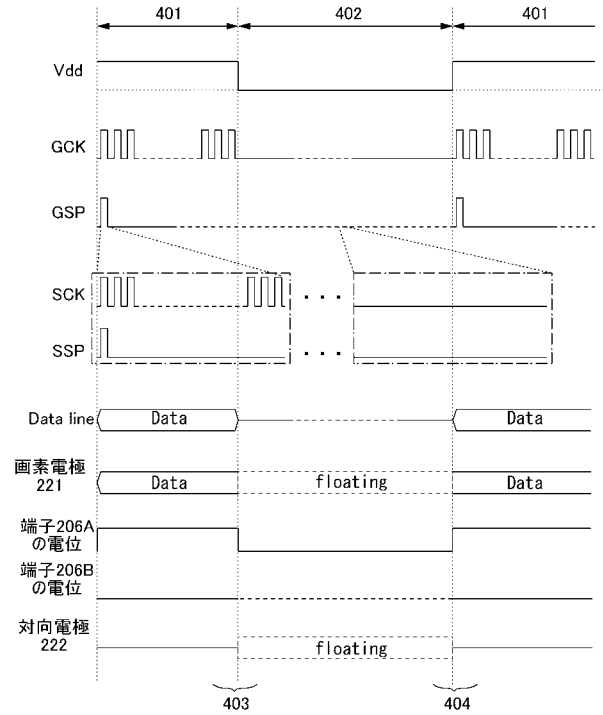 401 402 401
Vdd
GCK
GSP
SCK
SSP
Data line Data Data
画素電極
221 Data floating Data
端子206A
の電位
端子206B
の電位
対向電極
222 floating
403 404